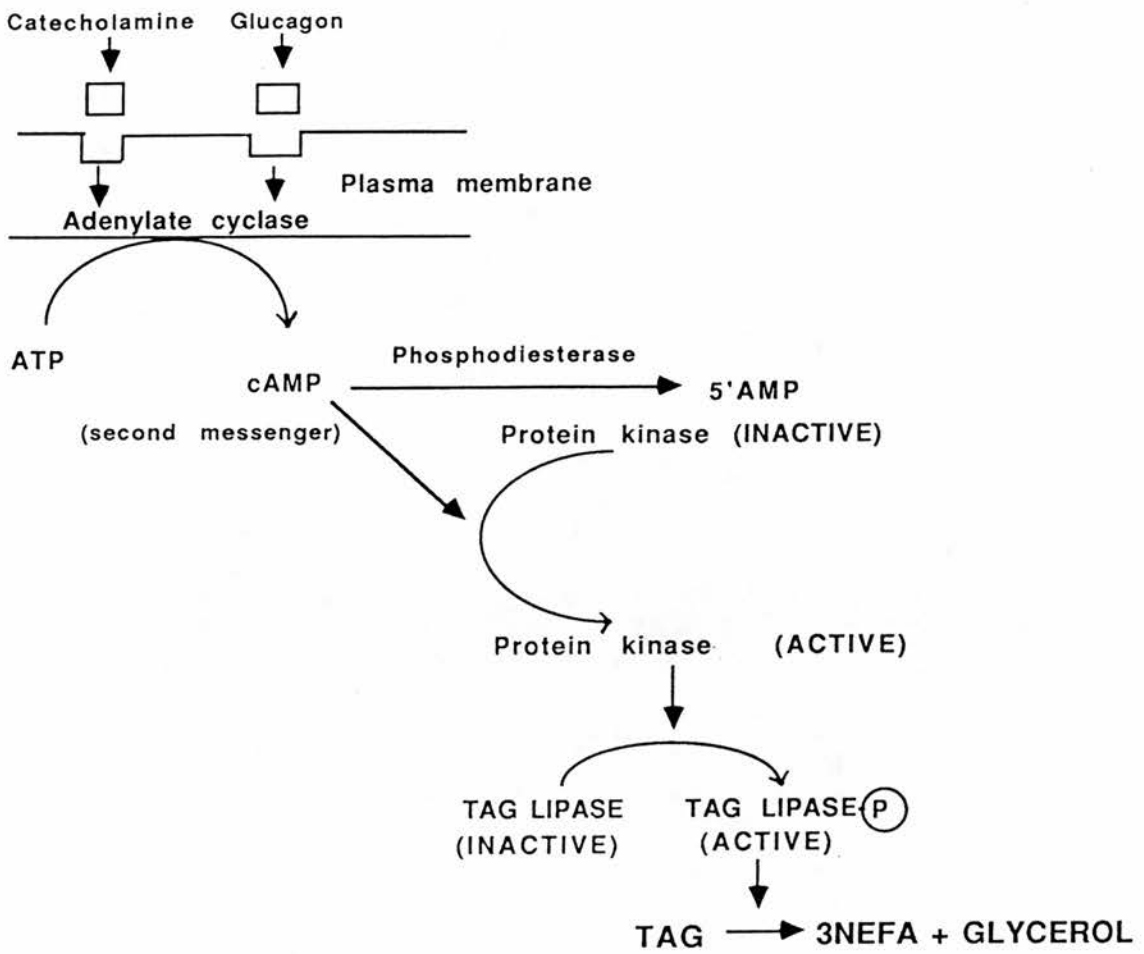 Catecholamine Glucagon
Plasma membrane
Adenylate cyclase
ATP
Phosphodiesterase
cAMP
5'AMP
(second messenger)
Protein kinase (INACTIVE)
Protein kinase (ACTIVE)
TAG LIPASE TAG LIPASE-P
(INACTIVE) (ACTIVE)
TAG 3NEFA + GLYCEROL